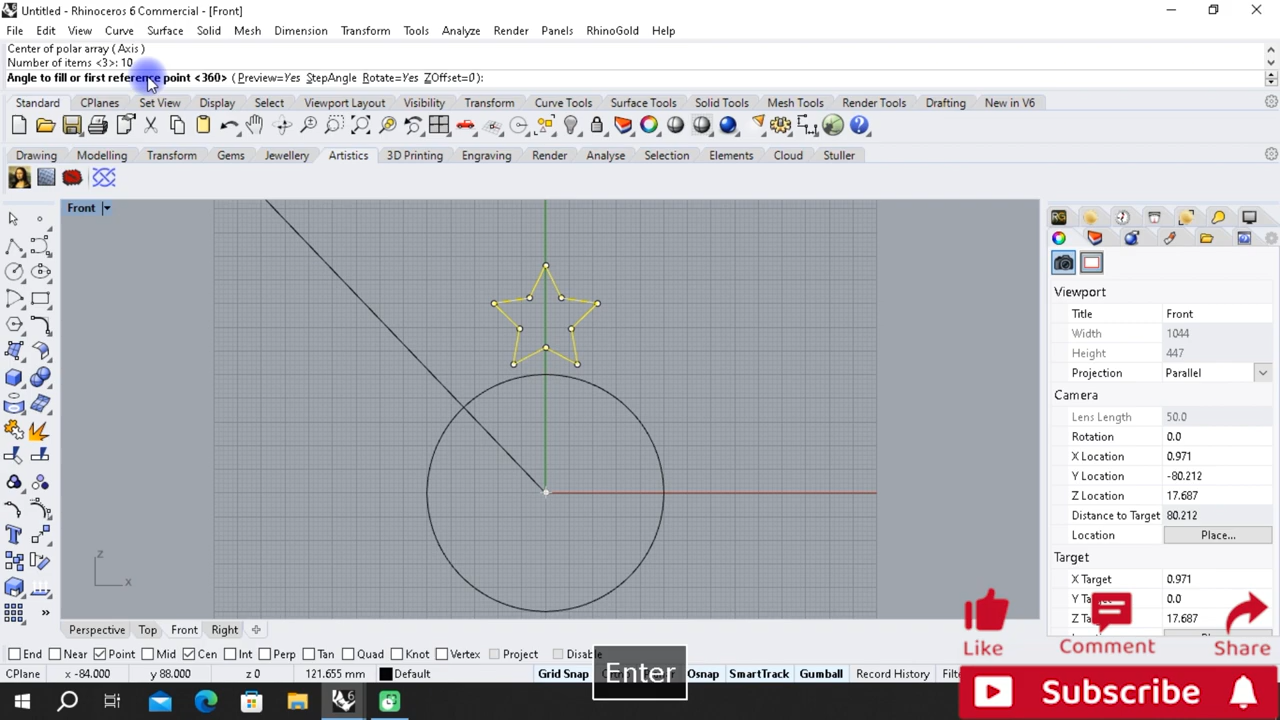 Untitled - Rhinoceros 6 Commercial - [Front]
File Edit View Curve Surface Solid Mesh Dimension Transform Tools Analyze Render Panels RhinoGold Help
Center of polar array ( Axis )
Number of items <3>: 10
Angle to fill or first reference point <360> ( Preview=Yes StepAngle Rotate=Yes ZOffset=0 ):
Standard CPlanes Set View Display Select Viewport Layout Visibility Transform Curve Tools Surface Tools Solid Tools Mesh Tools Render Tools Drafting New in V6
Drawing Modelling Transform Gems Jewellery Artistics 3D Printing Engraving Render Analyse Selection Elements Cloud Stuller
Front
Viewport
Title Front
Width 1044
Height 447
Projection Parallel
Camera
Lens Length 50.0
Rotation 0.0
X Location 0.971
Y Location -80.212
Z Location 17.687
Distance to Target 80.212
Location Place...
Target
X Target 0.971
Y Ta 0.0
Z Ta 17.687
z
x
Perspective Top Front Right
End Near Point Mid Cen Int Perp Tan Quad Knot Vertex Project Disable
CPlane x -84.000 y 88.000 z 0 121.655 mm Default Grid Snap Osnap SmartTrack Gumball Record History Filte
Enter
Like Comment Share
Subscribe